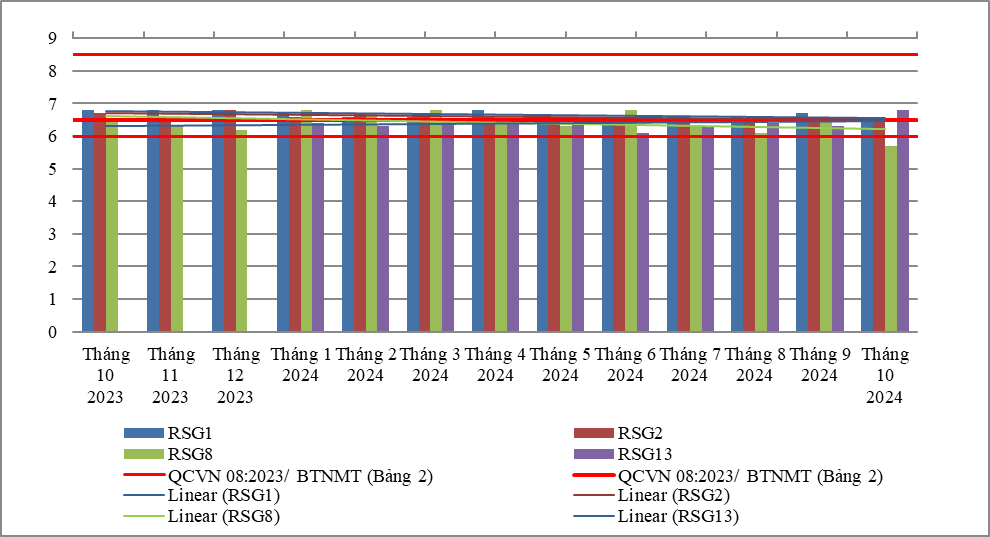 9
8
7
6
5
4
3
2
1
0
Tháng 10 2023
Tháng 11 2023
Tháng 12 2023
Tháng 1 2024
Tháng 2 2024
Tháng 3 2024
Tháng 4 2024
Tháng 5 2024
Tháng 6 2024
Tháng 7 2024
Tháng 8 2024
Tháng 9 2024
Tháng 10 2024
RSG1
RSG2
RSG8
RSG13
QCVN 08:2023/ BTNMT (Bảng 2)
QCVN 08:2023/ BTNMT (Bảng 2)
Linear (RSG1)
Linear (RSG2)
Linear (RSG8)
Linear (RSG13)